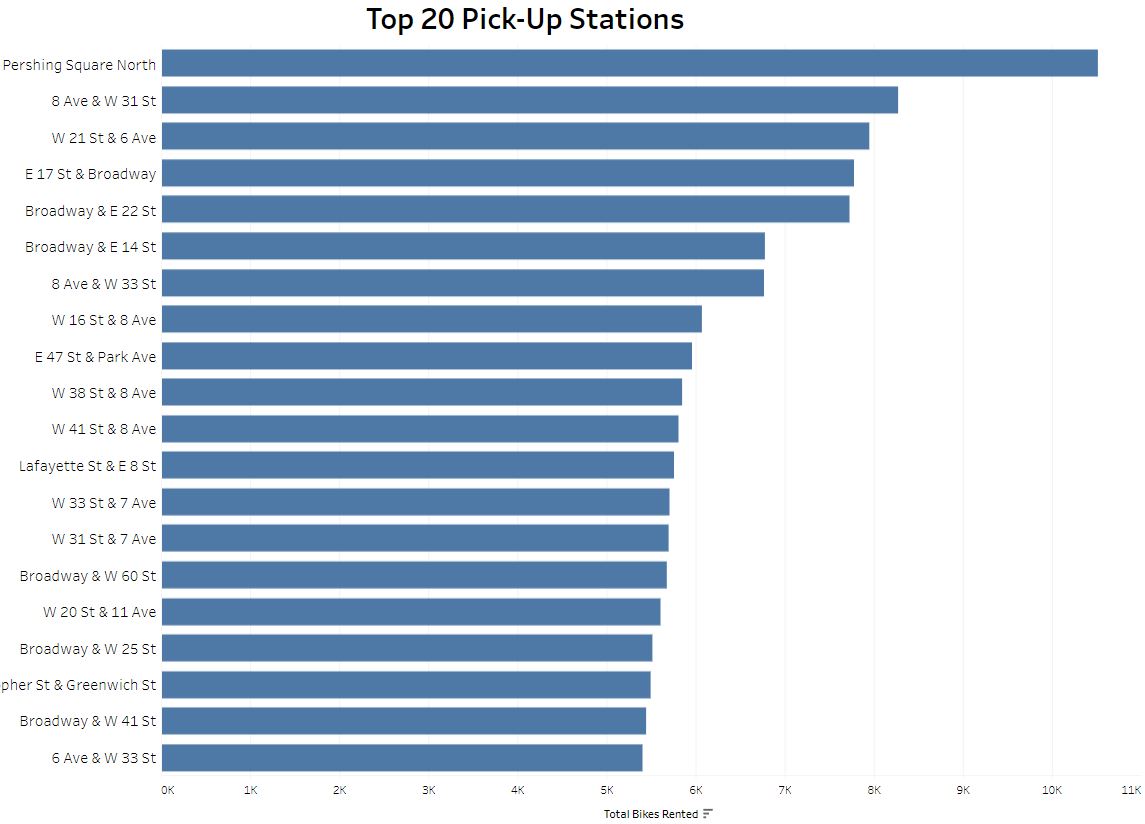 Top 20 Pick-Up Stations
Pershing Square North
8 Ave & W 31 St
W 21 St & 6 Ave
E 17 St & Broadway
Broadway & E 22 St
Broadway & E 14 St
8 Ave & W 33 St
W 16 St & 8 Ave
E 47 St & Park Ave
W 38 St & 8 Ave
W 41 St & 8 Ave
Lafayette St & E 8 St
W 33 St & 7 Ave
W 31 St & 7 Ave
Broadway & W 60 St
W 20 St & 11 Ave
Broadway & W 25 St
pher St & Greenwich St
Broadway & W 41 St
6 Ave & W 33 St
0K 1K 2K 3K 4K 5K 6K 7K 8K 9K 10K 11K
Total Bikes Rented